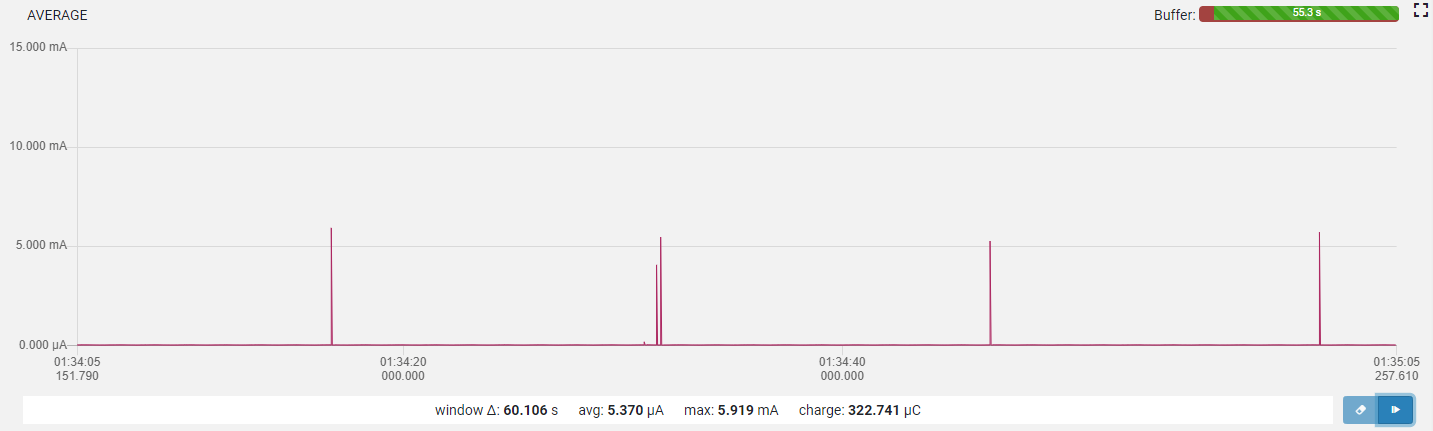 AVERAGE
Buffer: 55.3 s
15.000 mA
10.000 mA
5.000 mA
0.000 µA
01:34:05 01:34:20 01:34:40 01:35:05
151.790 000.000 000.000 257.610
window Δ: 60.106 s avg: 5.370 µA max: 5.919 mA charge: 322.741 µC